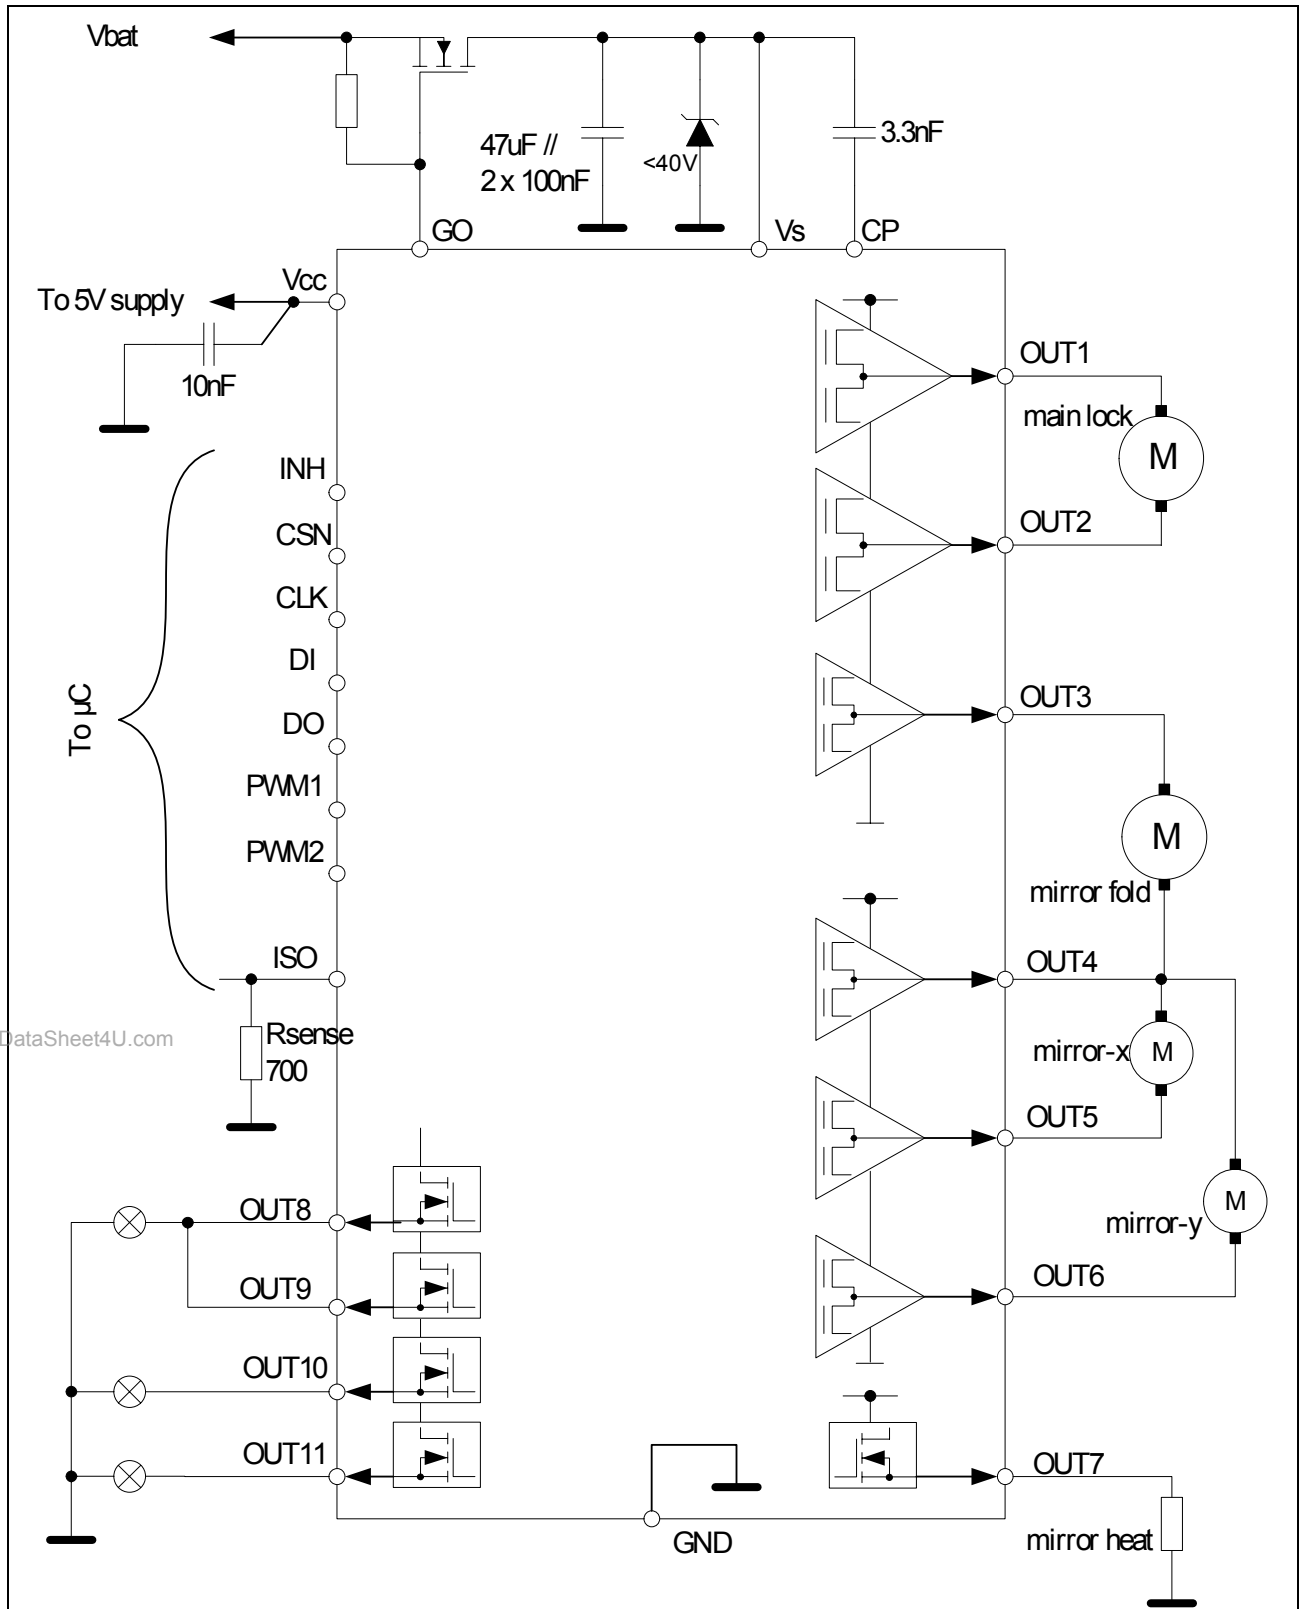 Vbat
47uF //
2 x 100nF
<40V
3.3nF
GO
Vs
CP
Vcc
To 5V supply
10nF
OUT1
main lock
M
INH
OUT2
CSN
CLK
DI
To µC
OUT3
DO
PWM1
M
PWM2
mirror fold
ISO
OUT4
DataSheet4U.com
Rsense
700
mirror-x
M
OUT5
OUT8
M
mirror-y
OUT9
OUT6
OUT10
OUT11
OUT7
GND
mirror heat